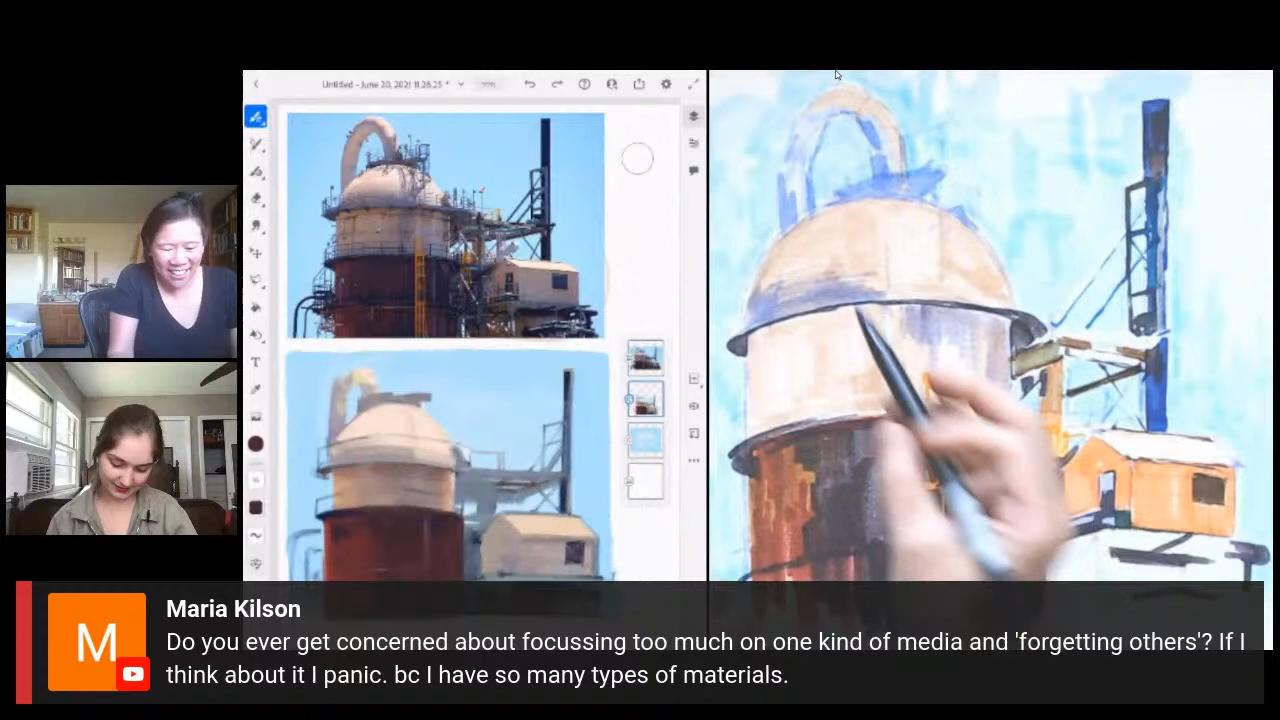 Untitled - June 20, 2021 11.26.25 *
T
M
Maria Kilson
Do you ever get concerned about focussing too much on one kind of media and 'forgetting others'? If I
think about it I panic. bc I have so many types of materials.